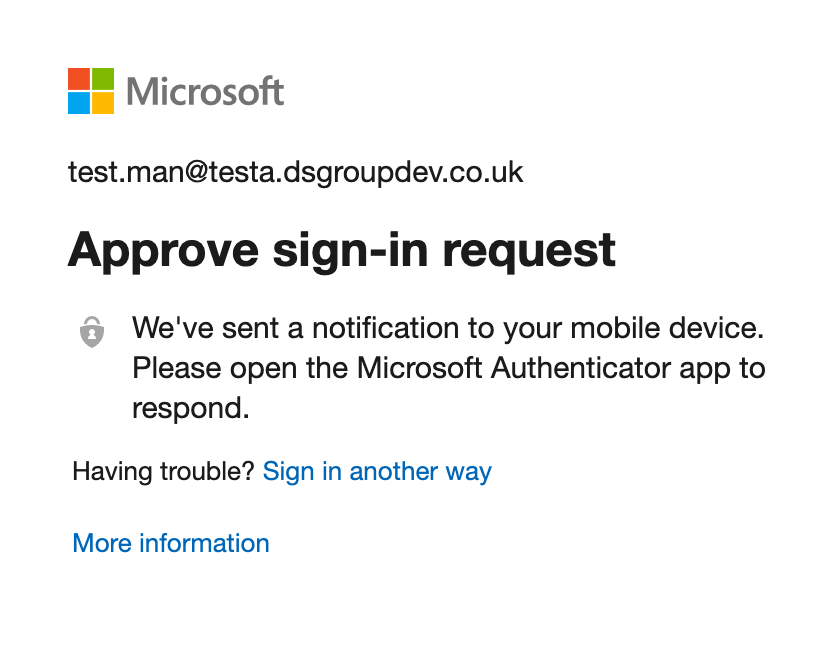 Microsoft
test.man@testa.dsgroupdev.co.uk
Approve sign-in request
We've sent a notification to your mobile device.
Please open the Microsoft Authenticator app to
respond.
Having trouble? Sign in another way
More information